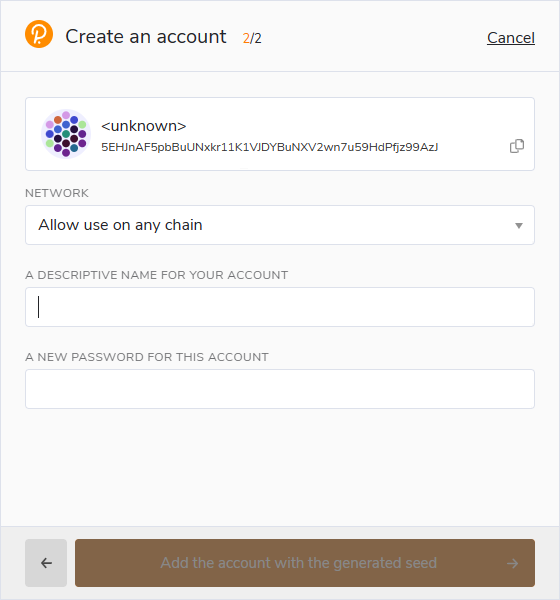 Create an account 2/2 Cancel
<unknown>
5EHJnAF5pbBuUNxkr11K1VJDYBuNXV2wn7u59HdPfjz99AzJ
NETWORK
Allow use on any chain
A DESCRIPTIVE NAME FOR YOUR ACCOUNT
A NEW PASSWORD FOR THIS ACCOUNT
Add the account with the generated seed